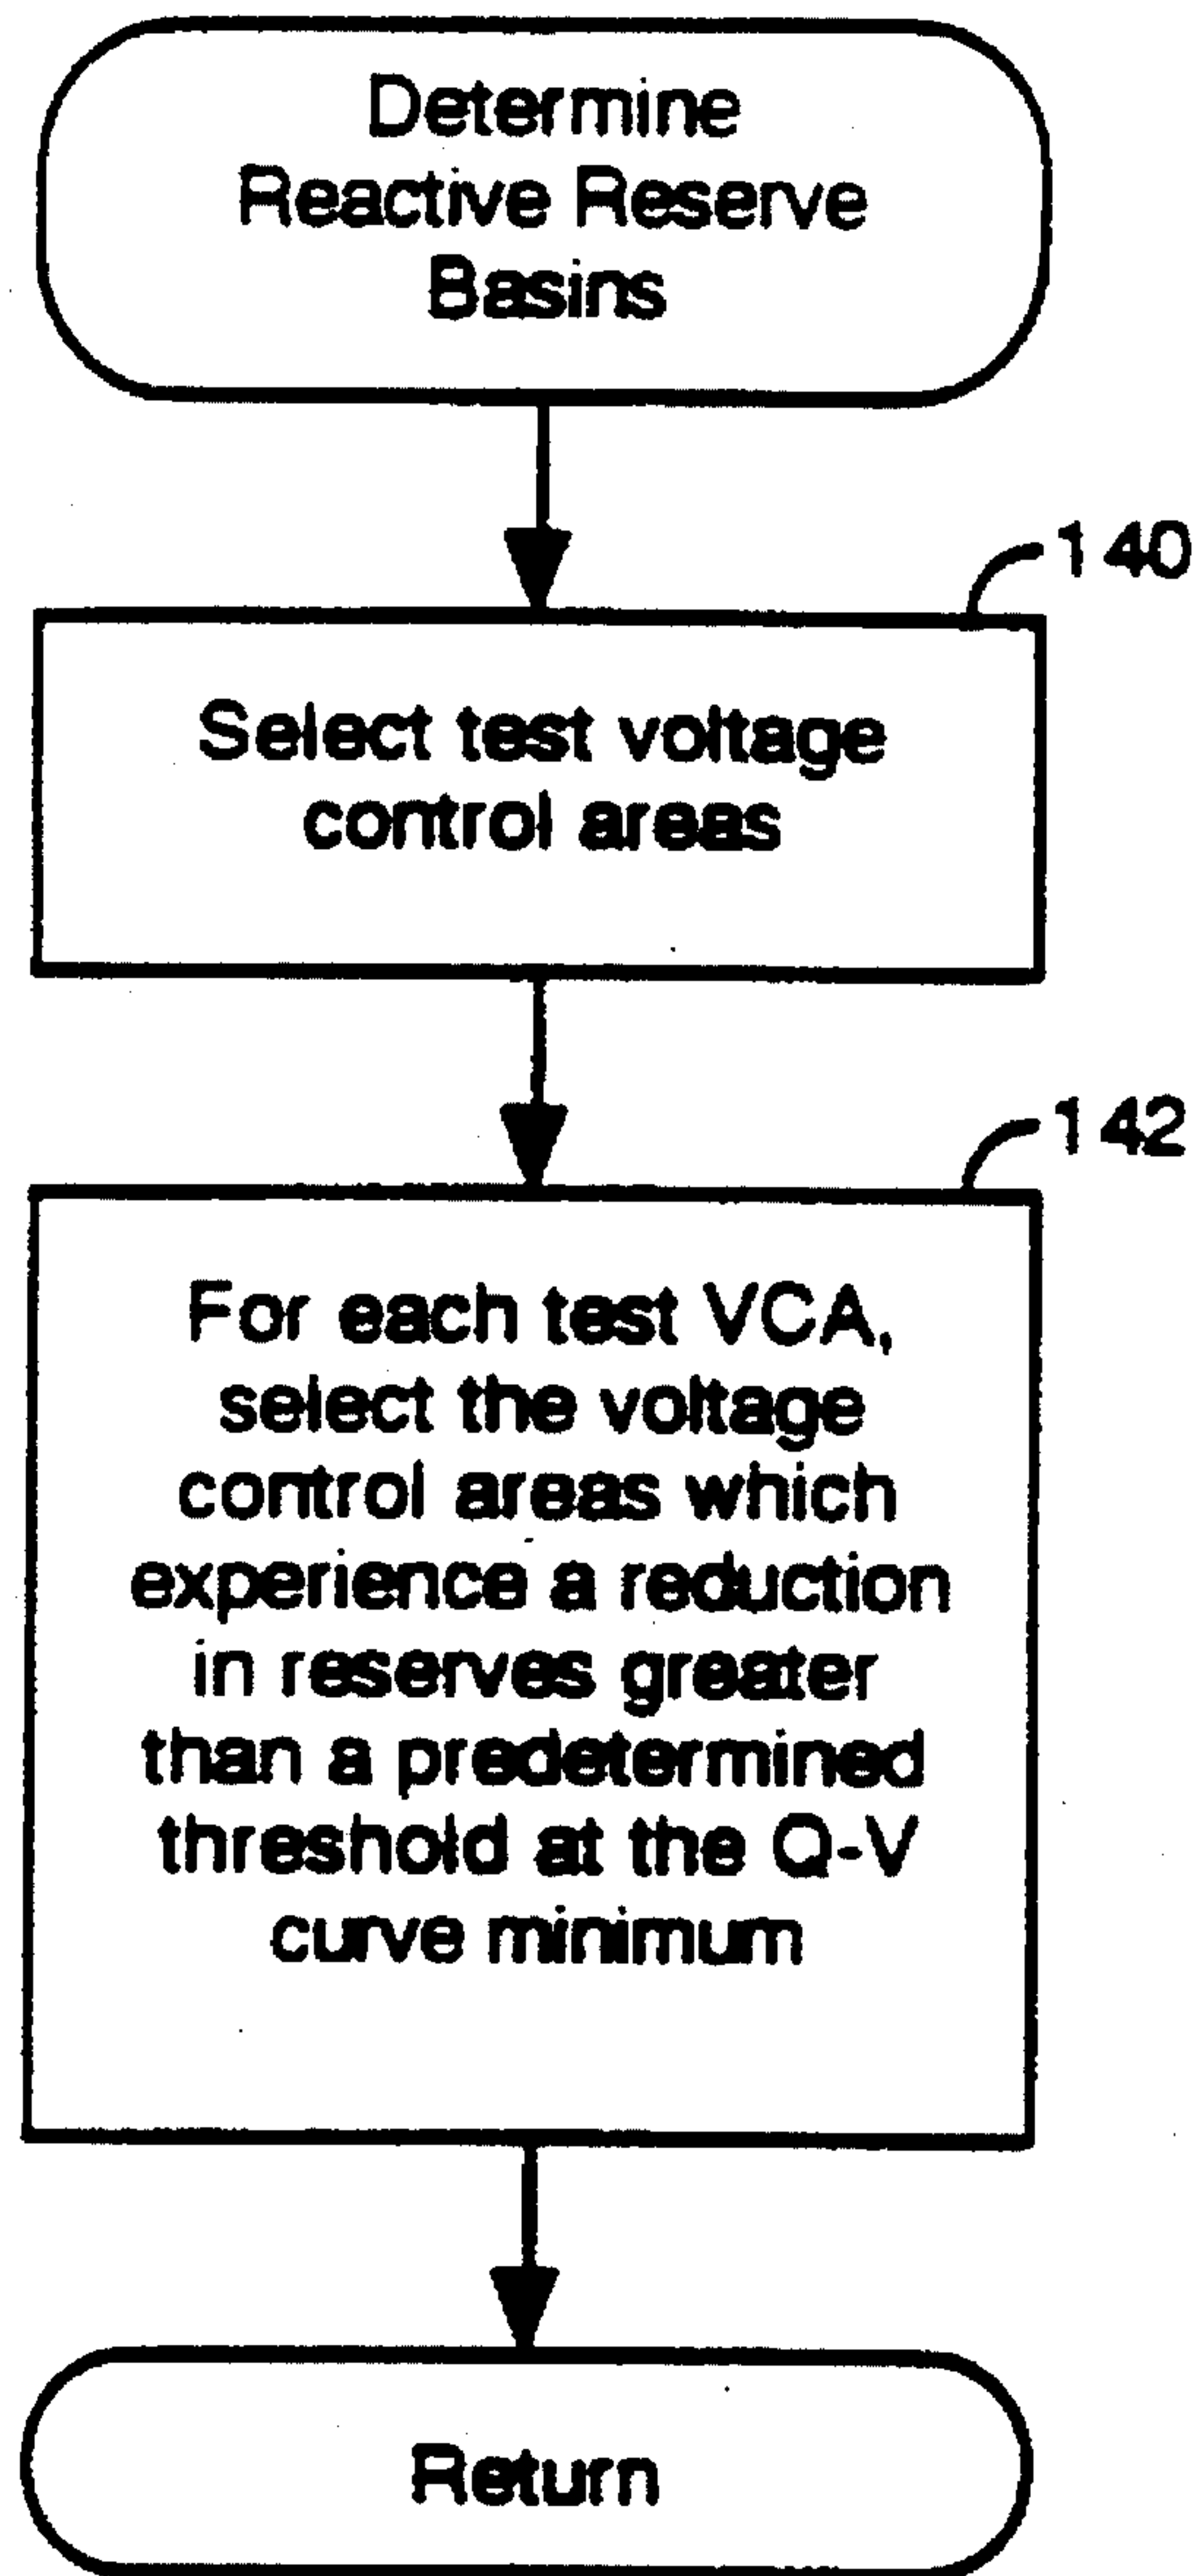 Determine
Reactive Reserve
Basins
140
Select test voltage
control areas
142
For each test VCA,
select the voltage
control areas which
experience a reduction
in reserves greater
than a predetermined
threshold at the Q-V
curve minimum
Return